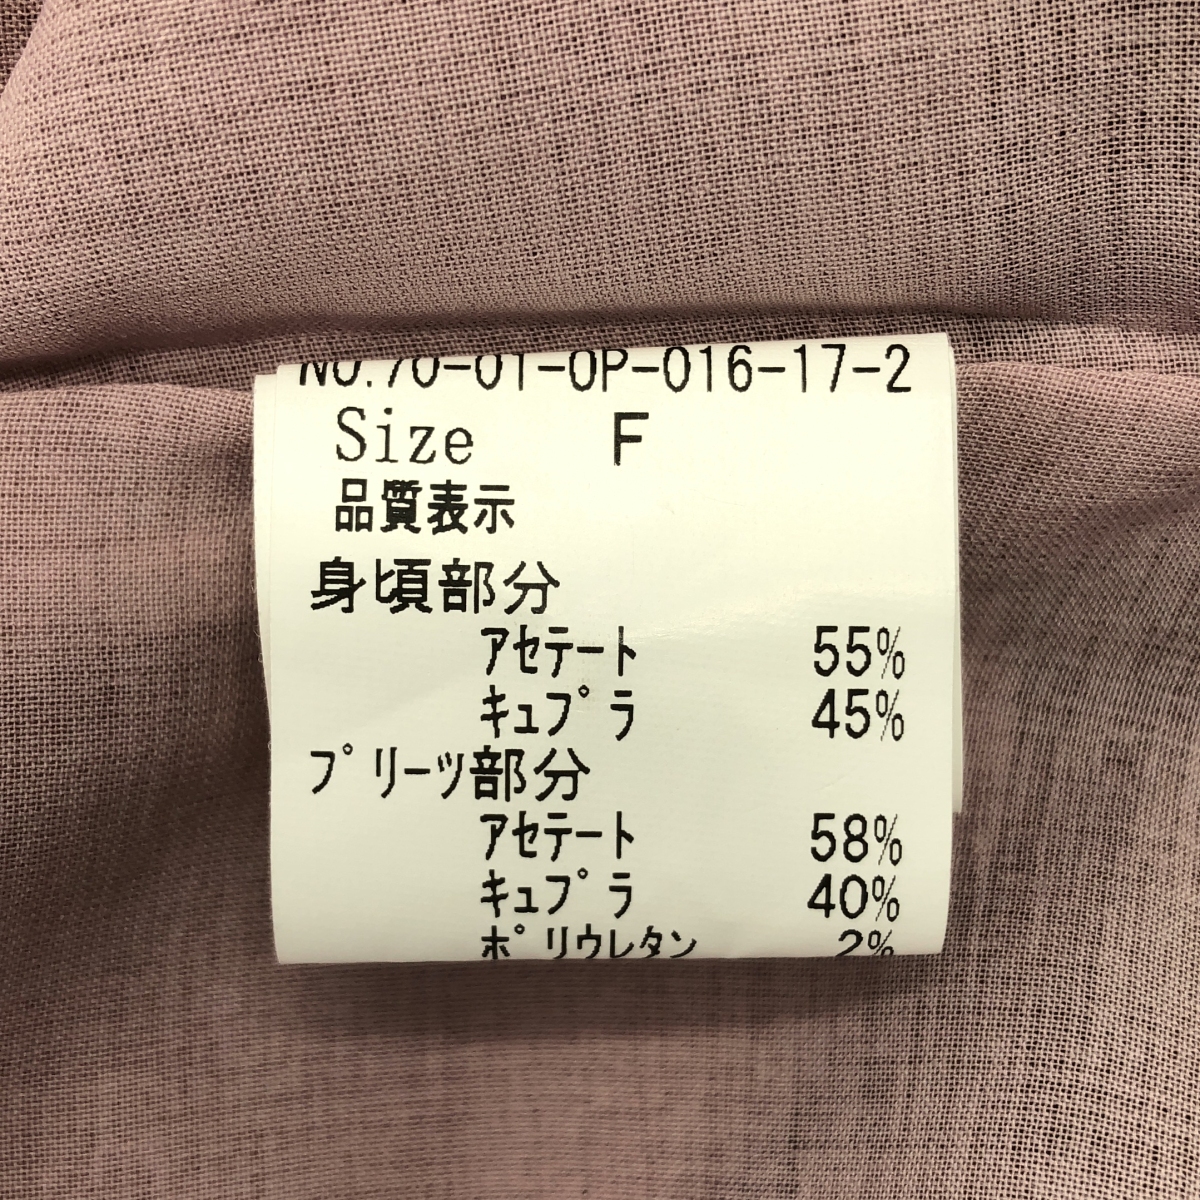 No.70-01-OP-016-17-2
Size F
品質表示
身頃部分
アセテート 55%
キュプラ 45%
プリーツ部分
アセテート 58%
キュプラ 40%
ポリウレタン 2%